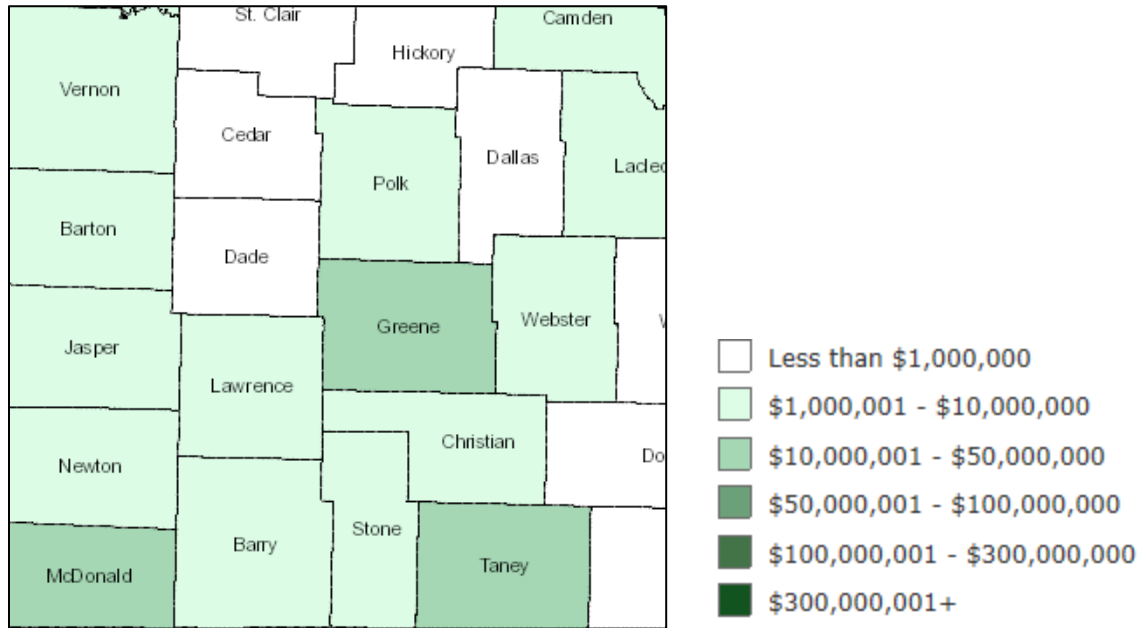 St. Clair
Camden
Hickory
Vernon
Cedar
Dallas
Polk
Barton
Dade
Greene
Webster
Jasper
Lawrence
Christian
Newton
Stone
Barry
Taney
McDonald
Less than $1,000,000
$1,000,001 - $10,000,000
$10,000,001 - $50,000,000
$50,000,001 - $100,000,000
$100,000,001 - $300,000,000
$300,000,001+